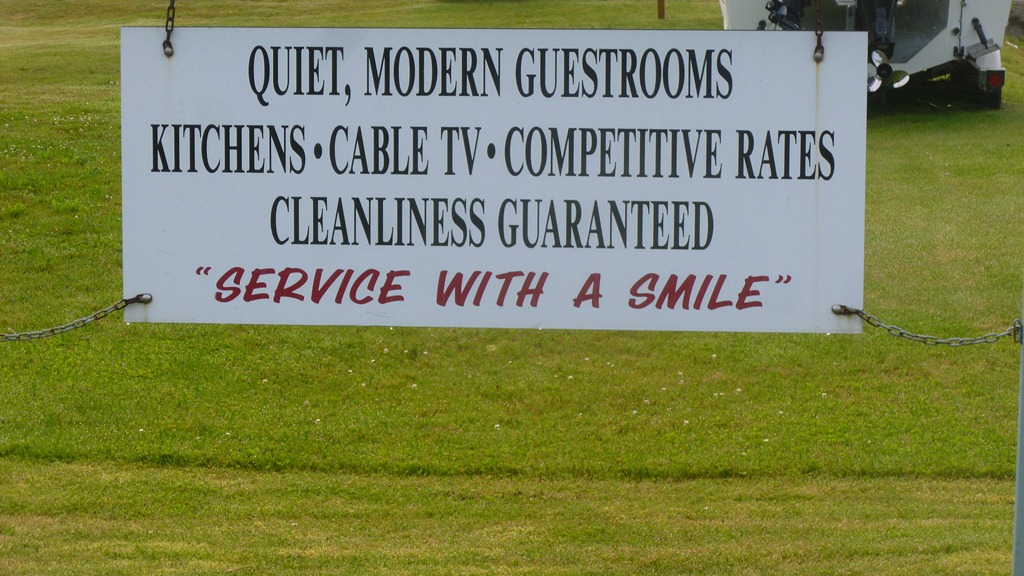 QUIET, MODERN GUESTROOMS
KITCHENS • CABLE TV • COMPETITIVE RATES
CLEANLINESS GUARANTEED
"SERVICE WITH A SMILE"